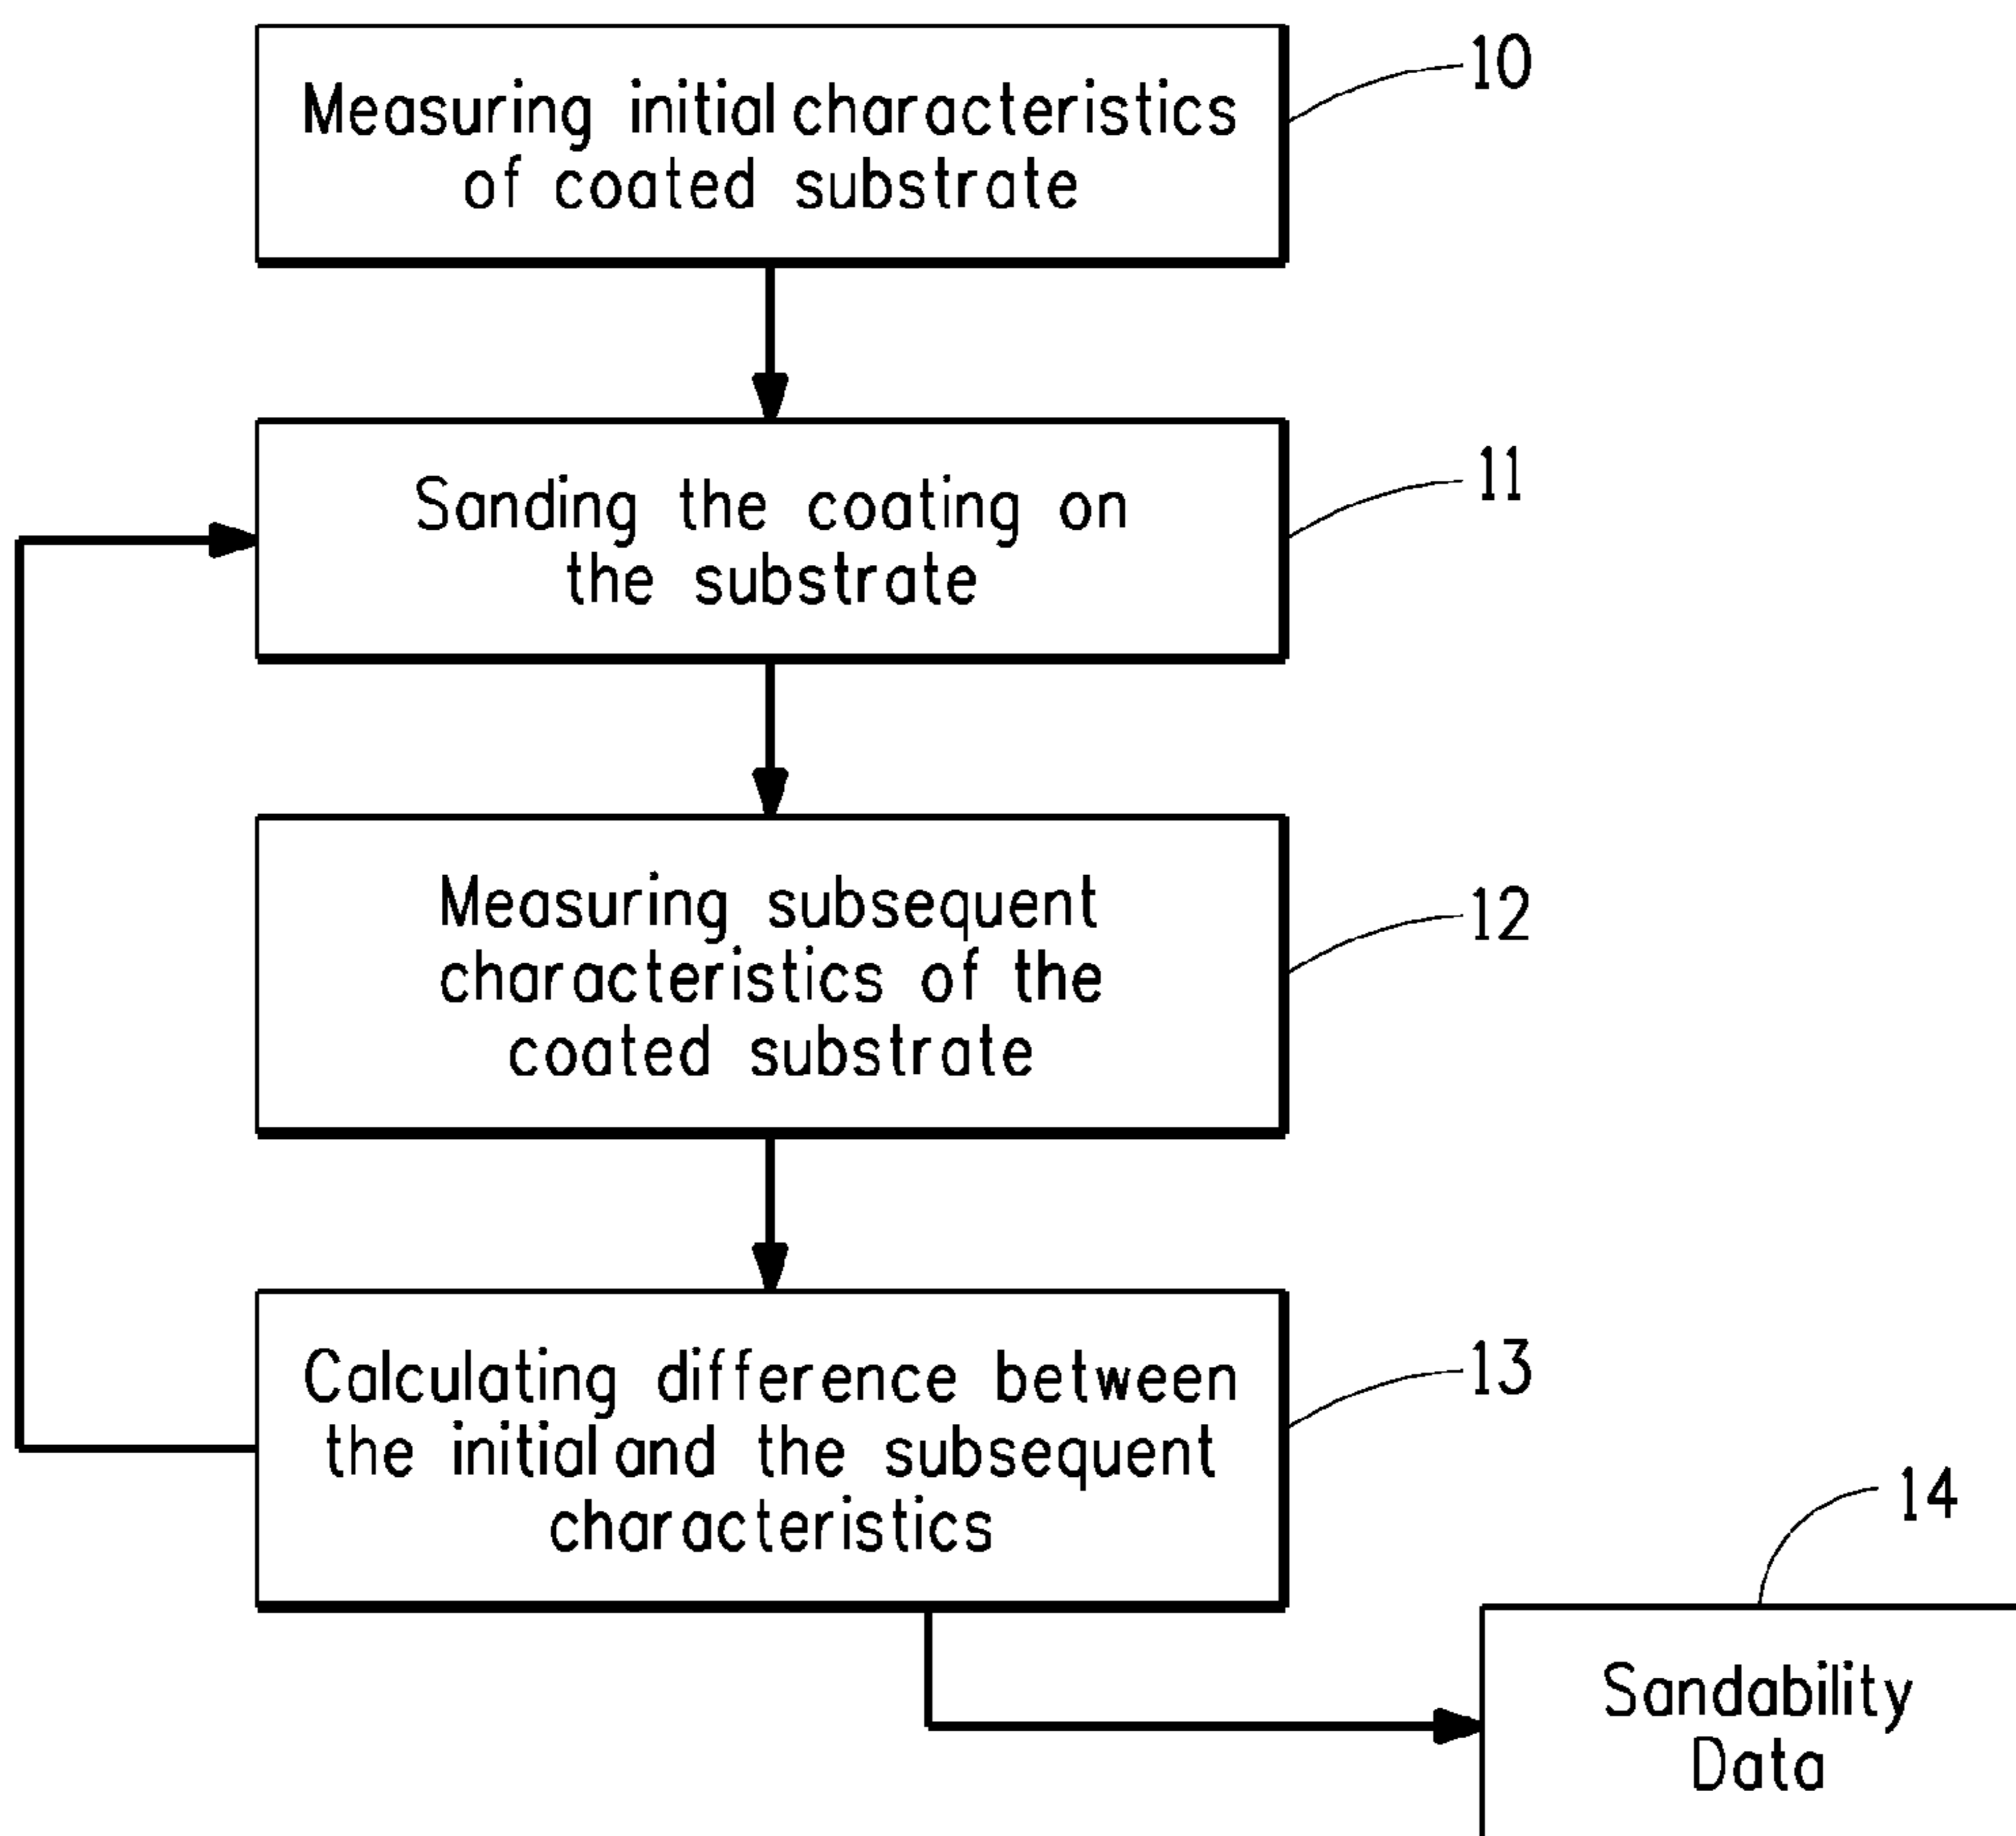 Measuring initial characteristics
of coated substrate
10
Sanding the coating on
the substrate
11
Measuring subsequent
characteristics of the
coated substrate
12
Calculating difference between
the initial and the subsequent
characteristics
13
14
Sandability
Data